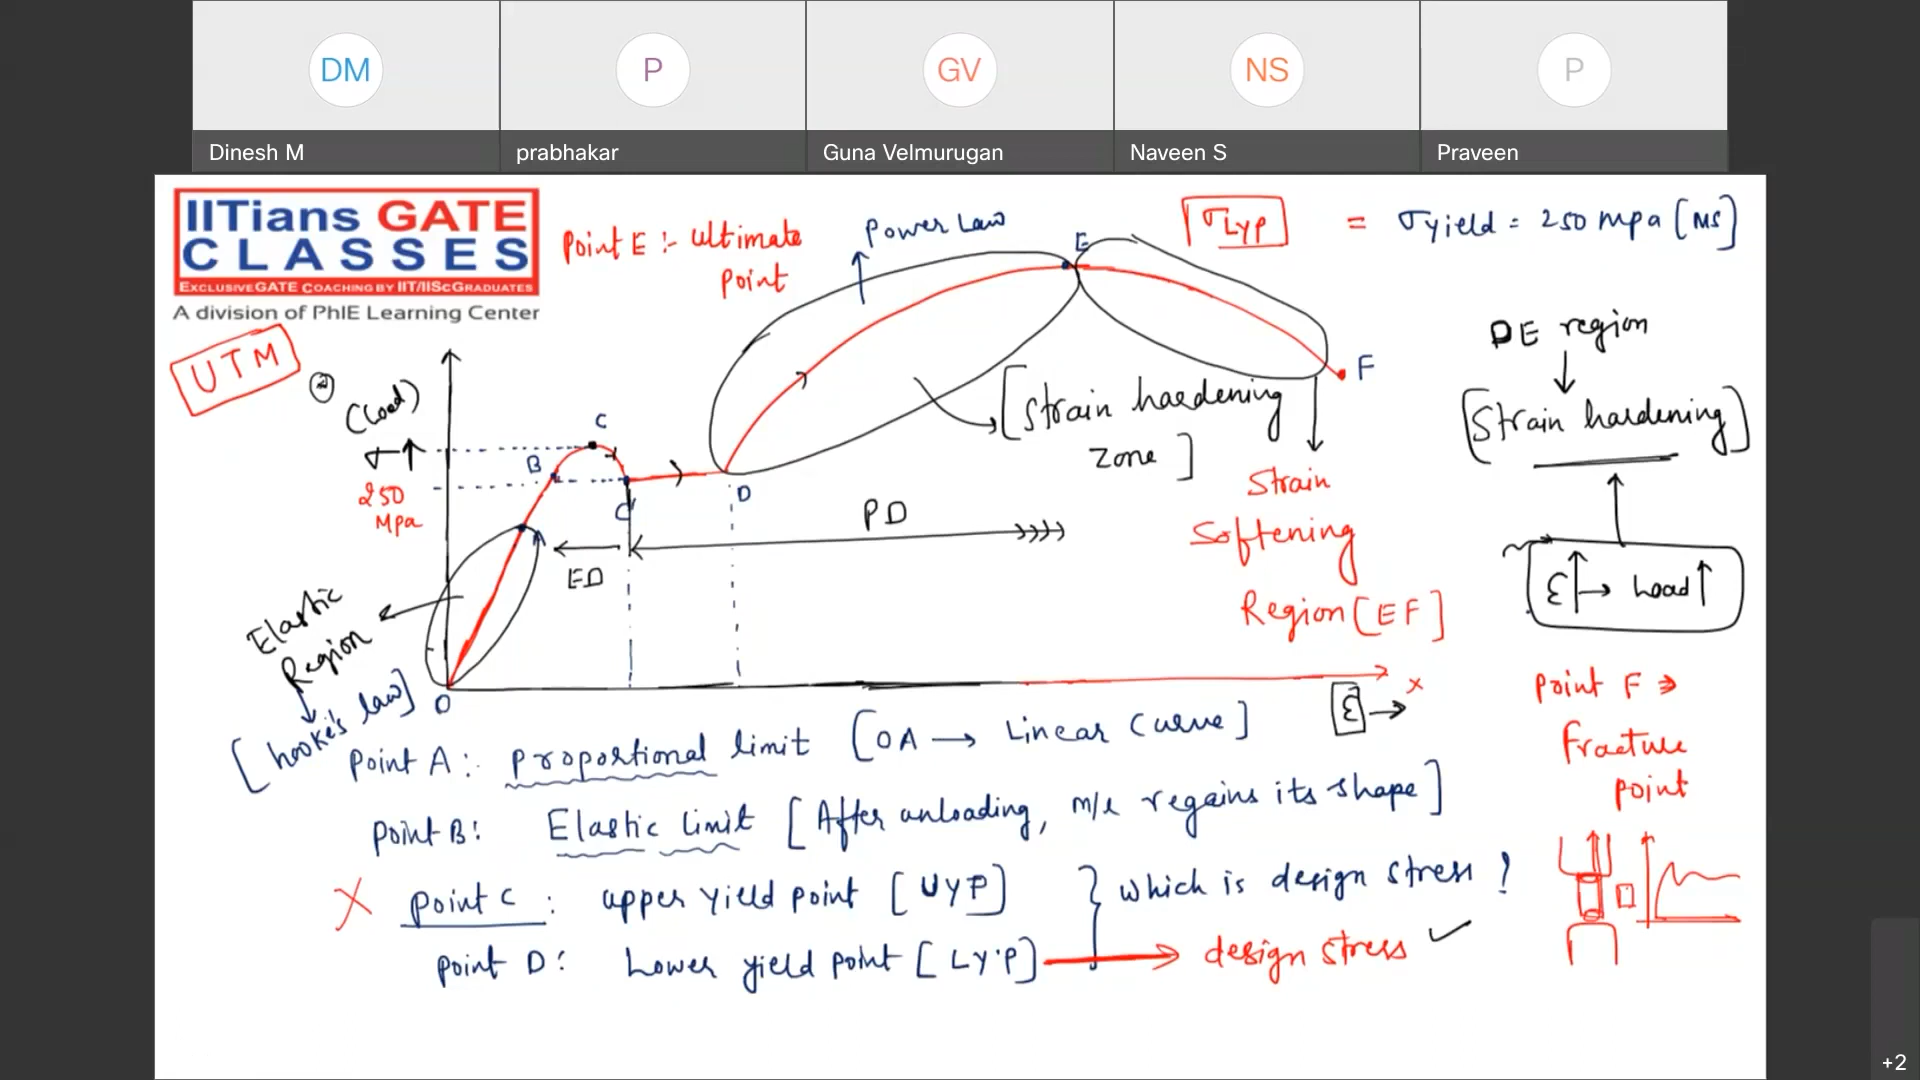 DM
P
GV
NS
P
Dinesh M
prabhakar
Guna Velmurugan
Naveen S
Praveen
IITians GATE
CLASSES
EXCLUSIVE GATE COACHING BY IIT/IISc GRADUATES
A division of PhIE Learning Center
UTM
Point E :- Ultimate
Point
Power Law
σLYP = σyield = 250 Mpa [MS]
E
F
DE region
[Strain hardening]
ε↑ → Load↑
(Load)
σ↑
250
Mpa
C
B
C'
D
A
O
[Strain hardening
Zone]
Strain
Softening
Region [EF]
PD
ED
Elastic
Region
[hooke's law]
ε →
x
Point F ⇒
Fracture
point
Point A :- proportional limit [OA → Linear Curve]
Point B : Elastic limit [After unloading, m/l regains its shape]
X Point C : upper yield point [UYP]
which is design stress ?
Point D : Lower yield point [LY.P] → design stress ✓
+2